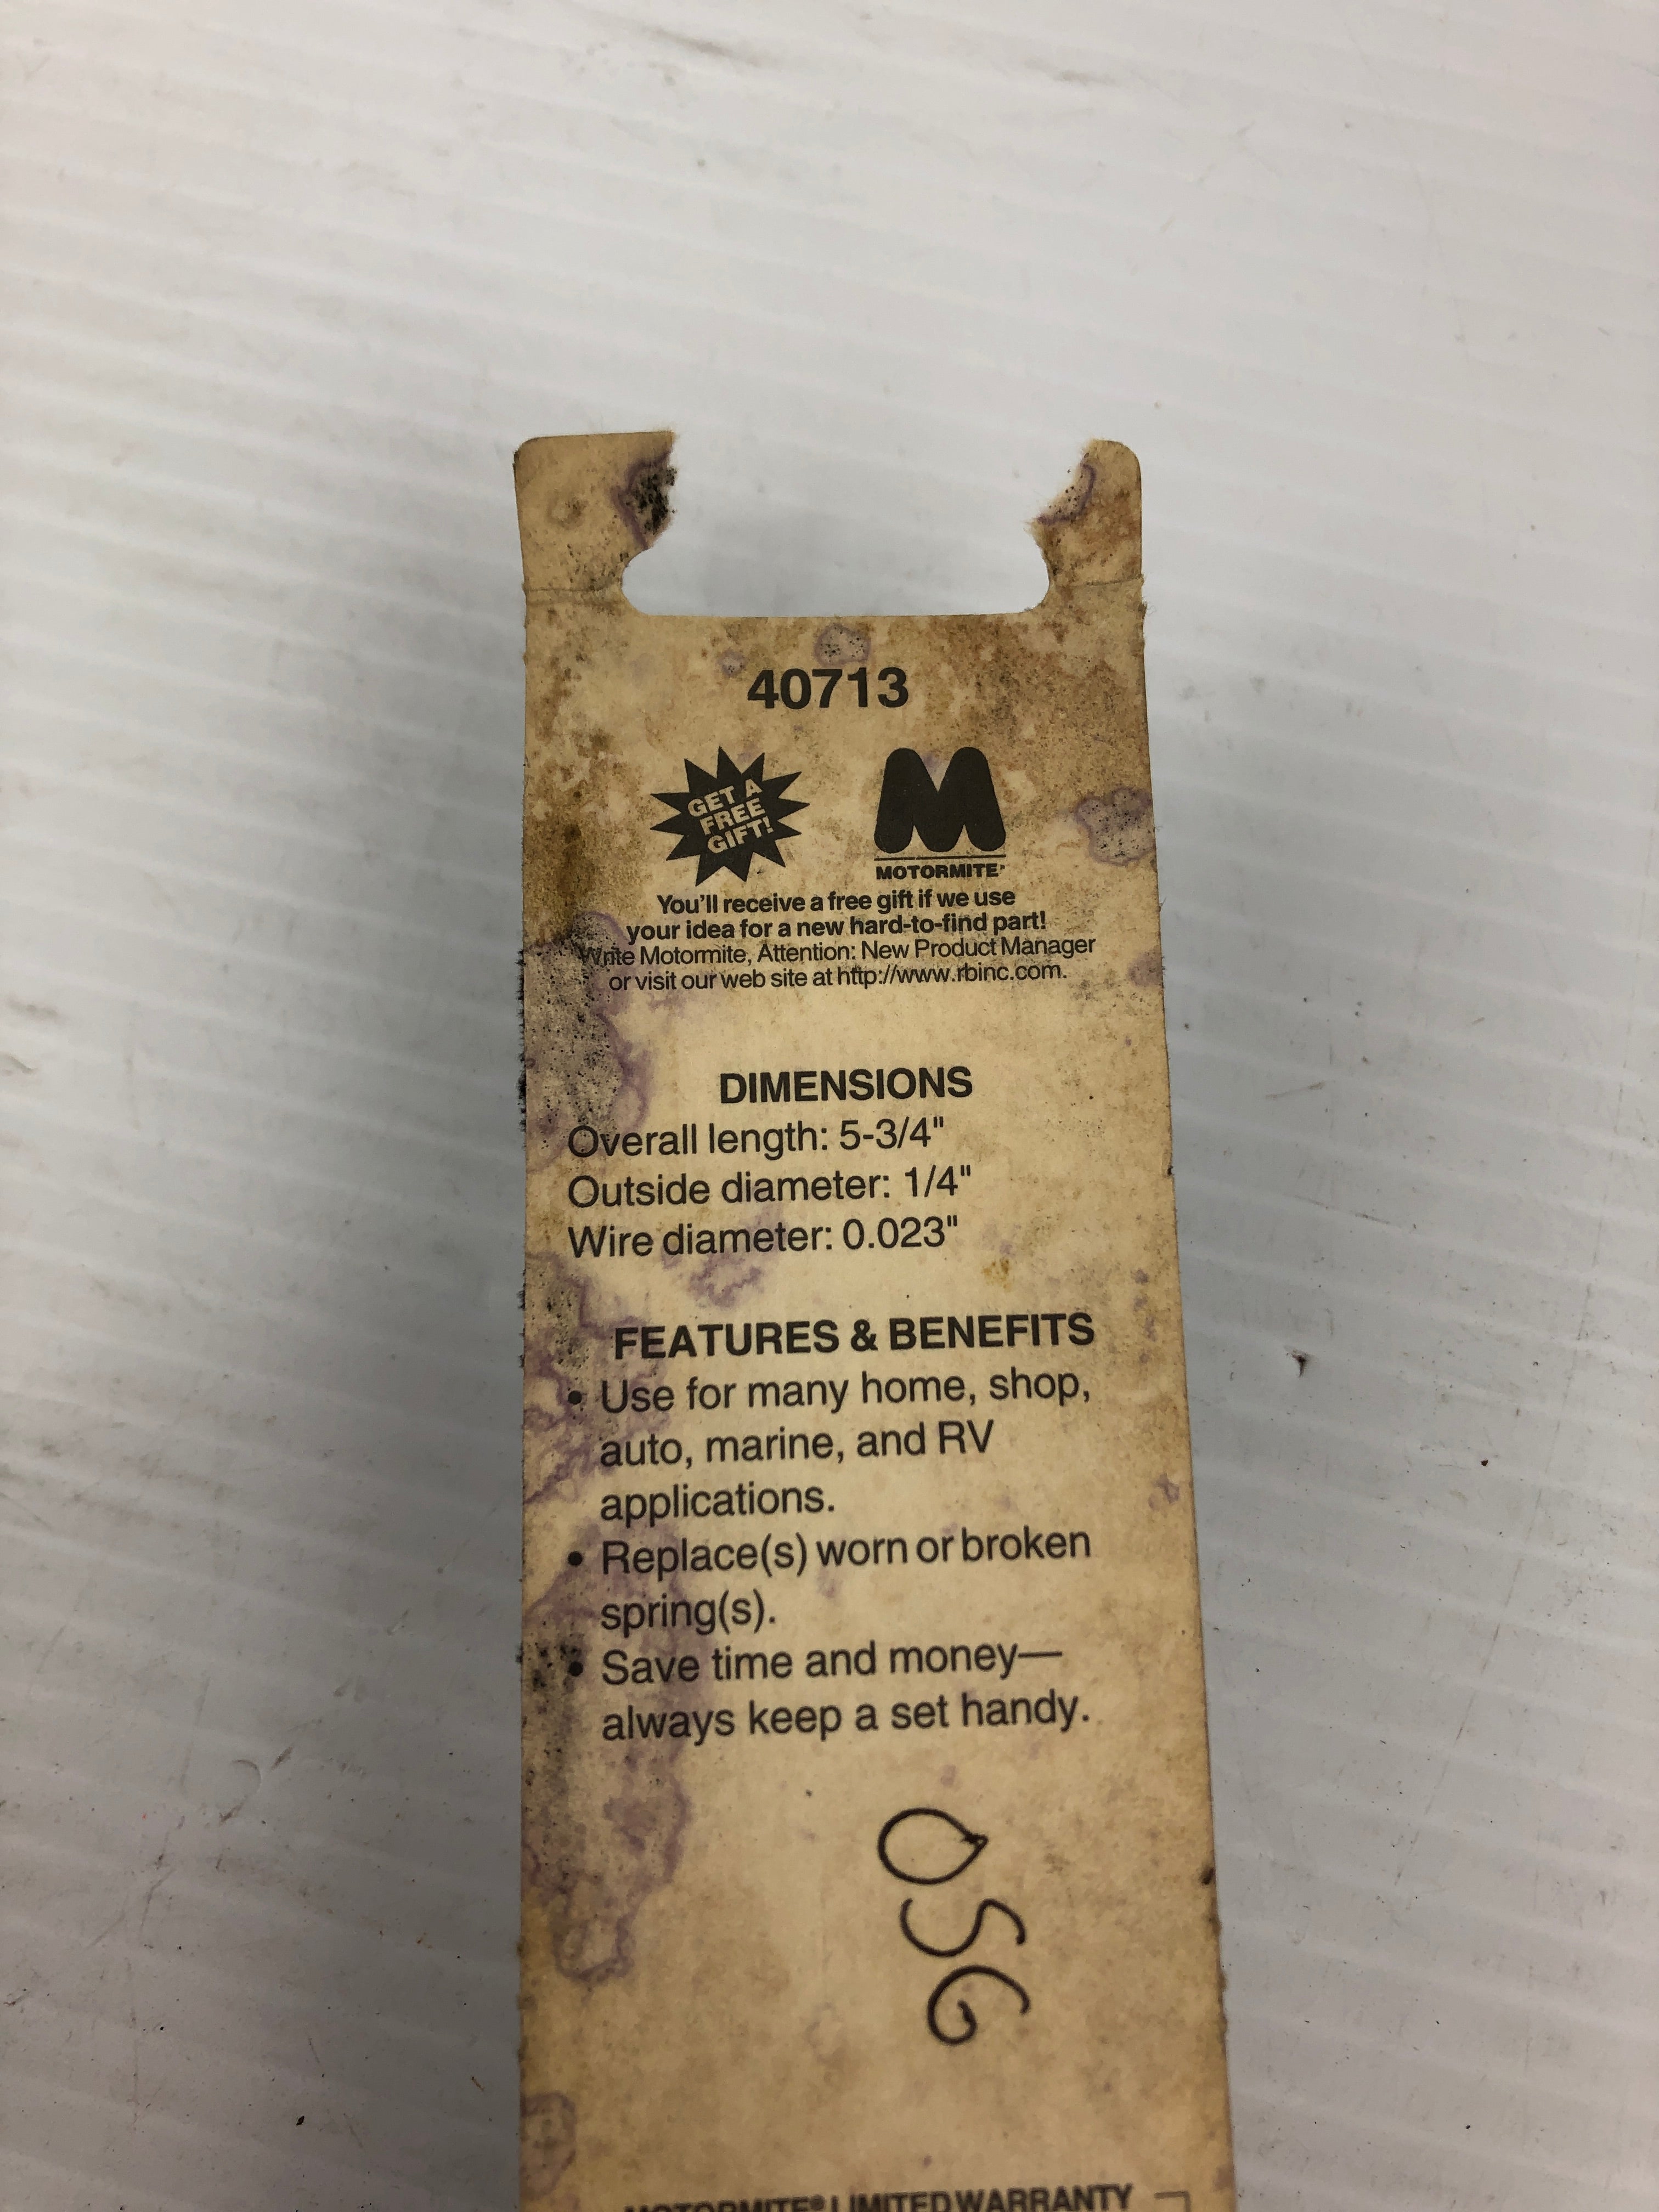 40713
GET A
FREE
GIFT!
M
MOTORMITE®
You'll receive a free gift if we use
your idea for a new hard-to-find part!
Write Motormite, Attention: New Product Manager
or visit our web site at http://www.rbinc.com.
DIMENSIONS
Overall length: 5-3/4"
Outside diameter: 1/4"
Wire diameter: 0.023"
FEATURES & BENEFITS
• Use for many home, shop,
auto, marine, and RV
applications.
• Replace(s) worn or broken
spring(s).
• Save time and money—
always keep a set handy.
OSG
MOTORMITE® LIMITED WARRANTY